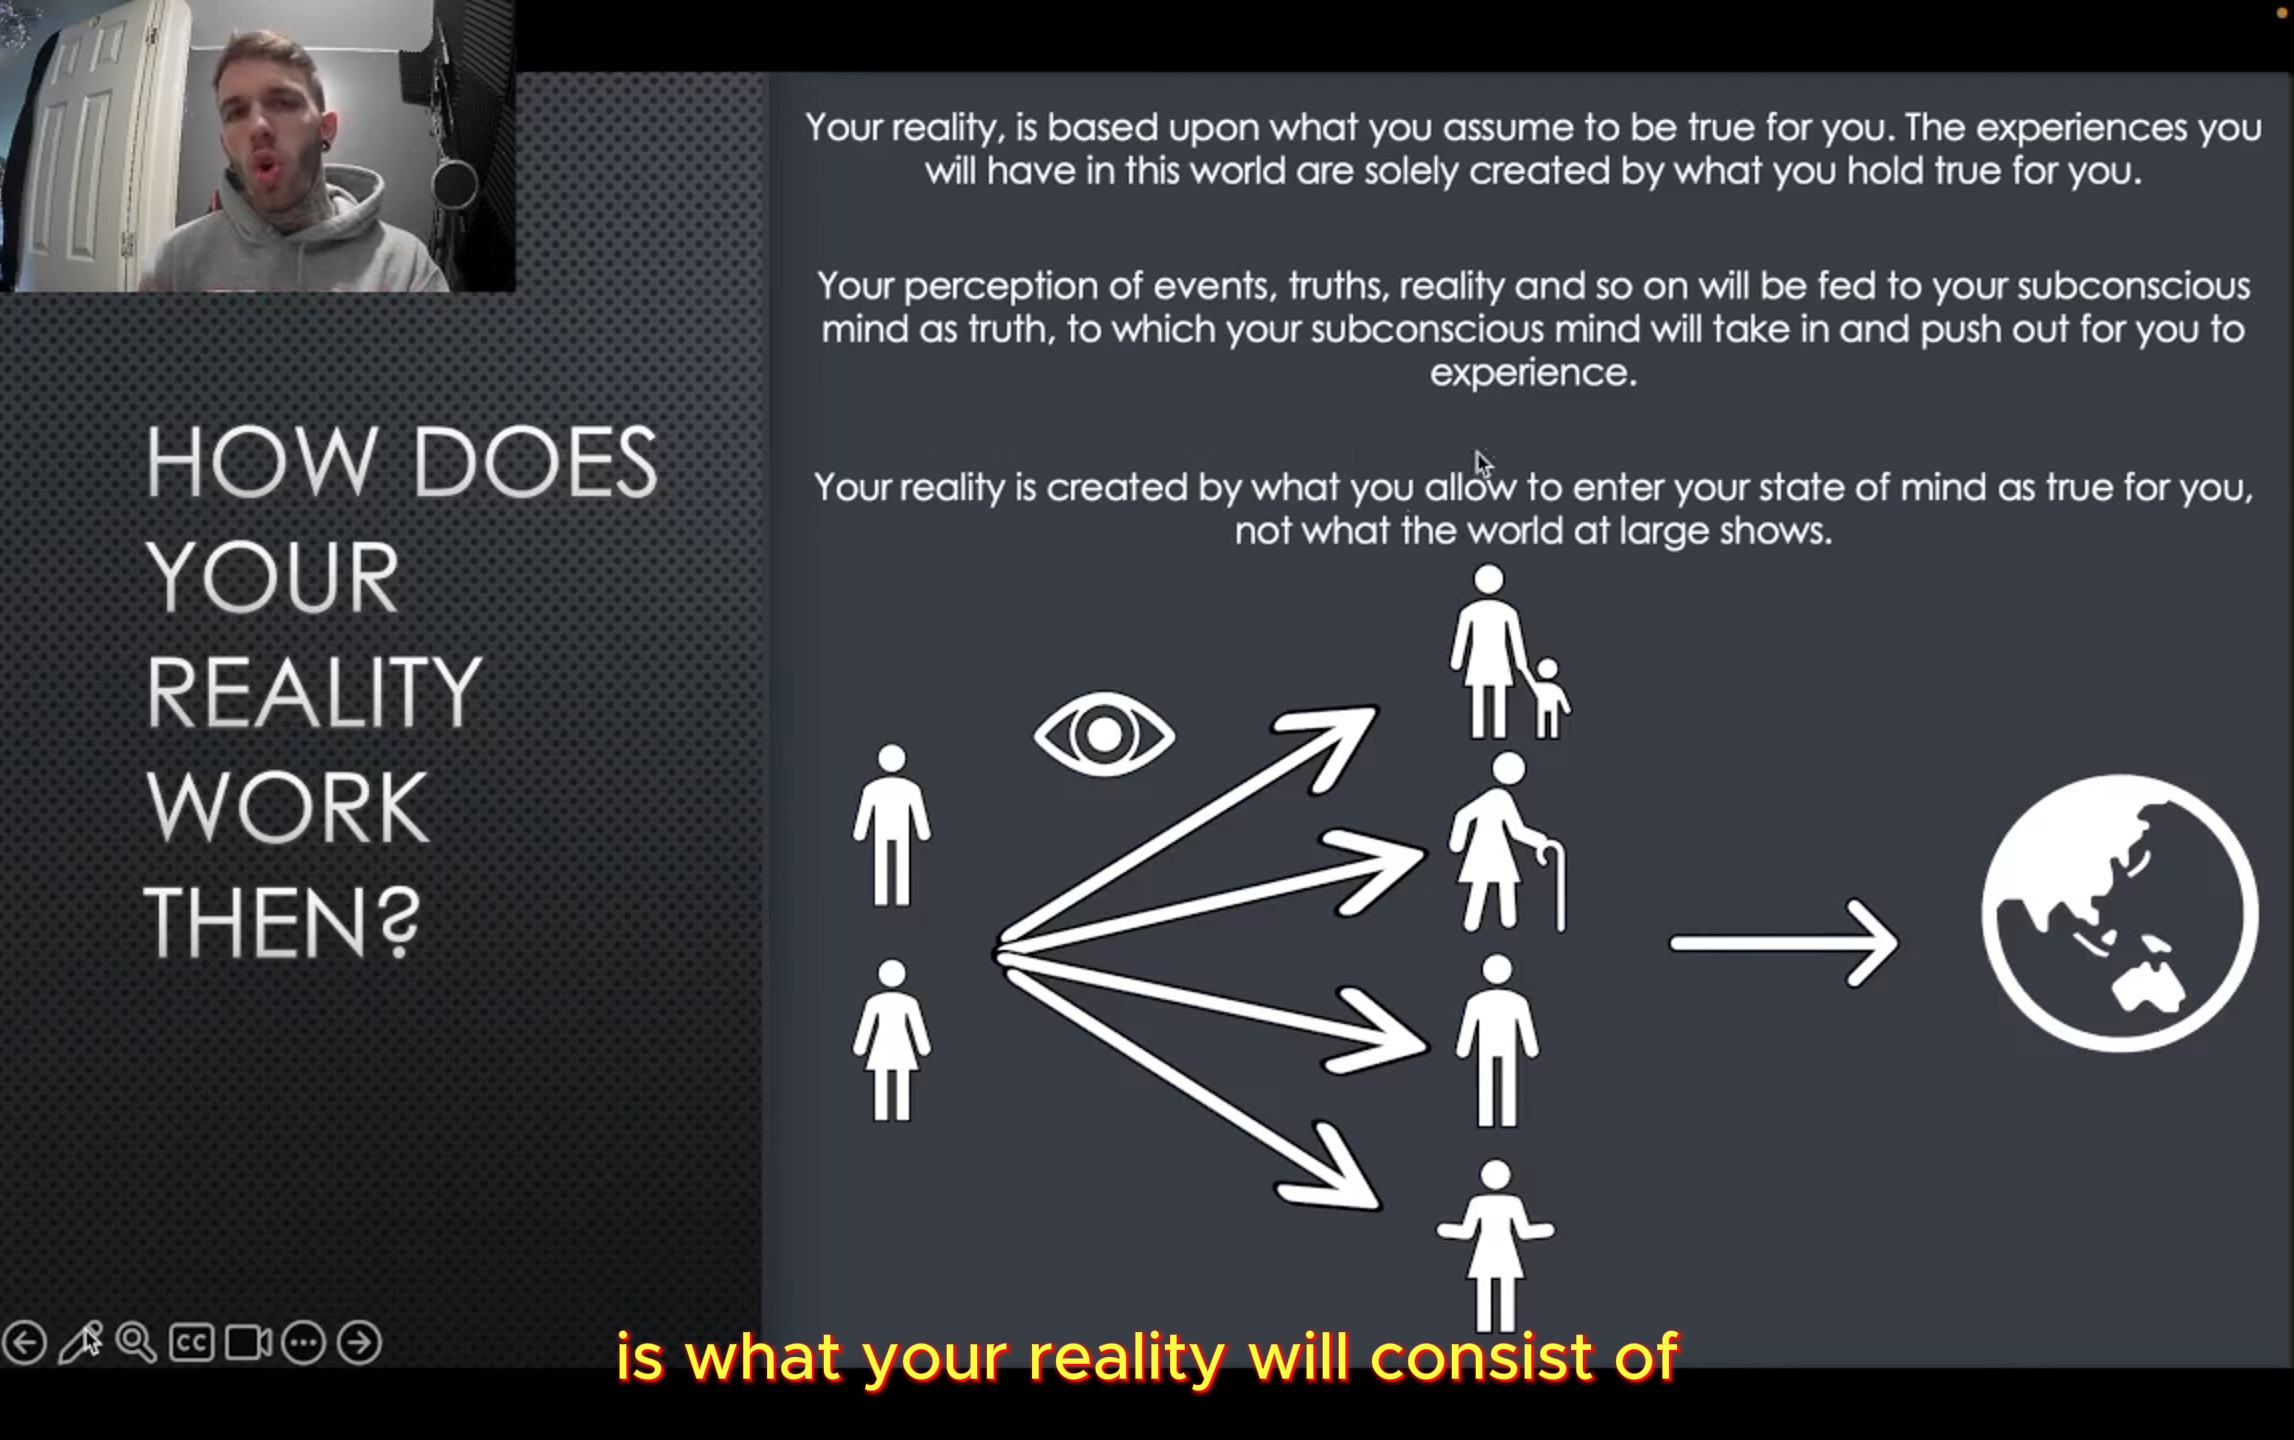 Your reality, is based upon what you assume to be true for you. The experiences you
will have in this world are solely created by what you hold true for you.
Your perception of events, truths, reality and so on will be fed to your subconscious
mind as truth, to which your subconscious mind will take in and push out for you to
experience.
Your reality is created by what you allow to enter your state of mind as true for you,
not what the world at large shows.
HOW DOES
YOUR
REALITY
WORK
THEN?
CC
is what your reality will consist of